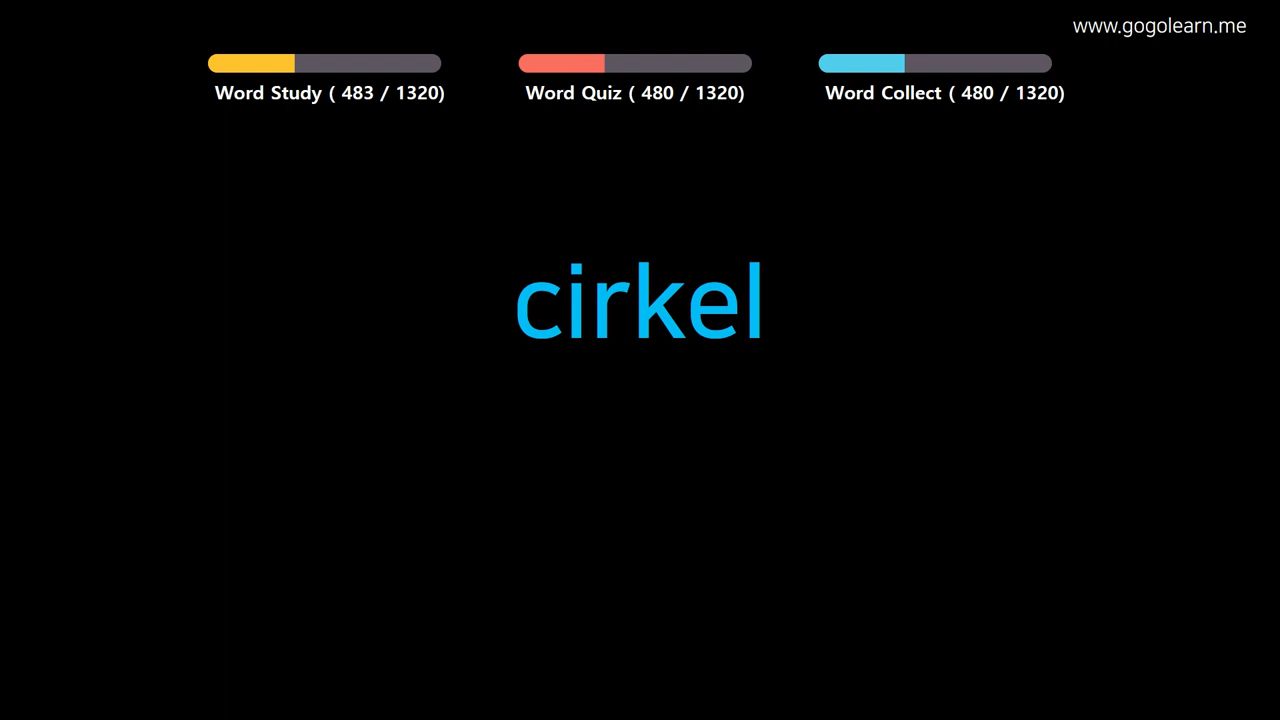 www.gogolearn.me
Word Study ( 483 / 1320)
Word Quiz ( 480 / 1320)
Word Collect ( 480 / 1320)
cirkel